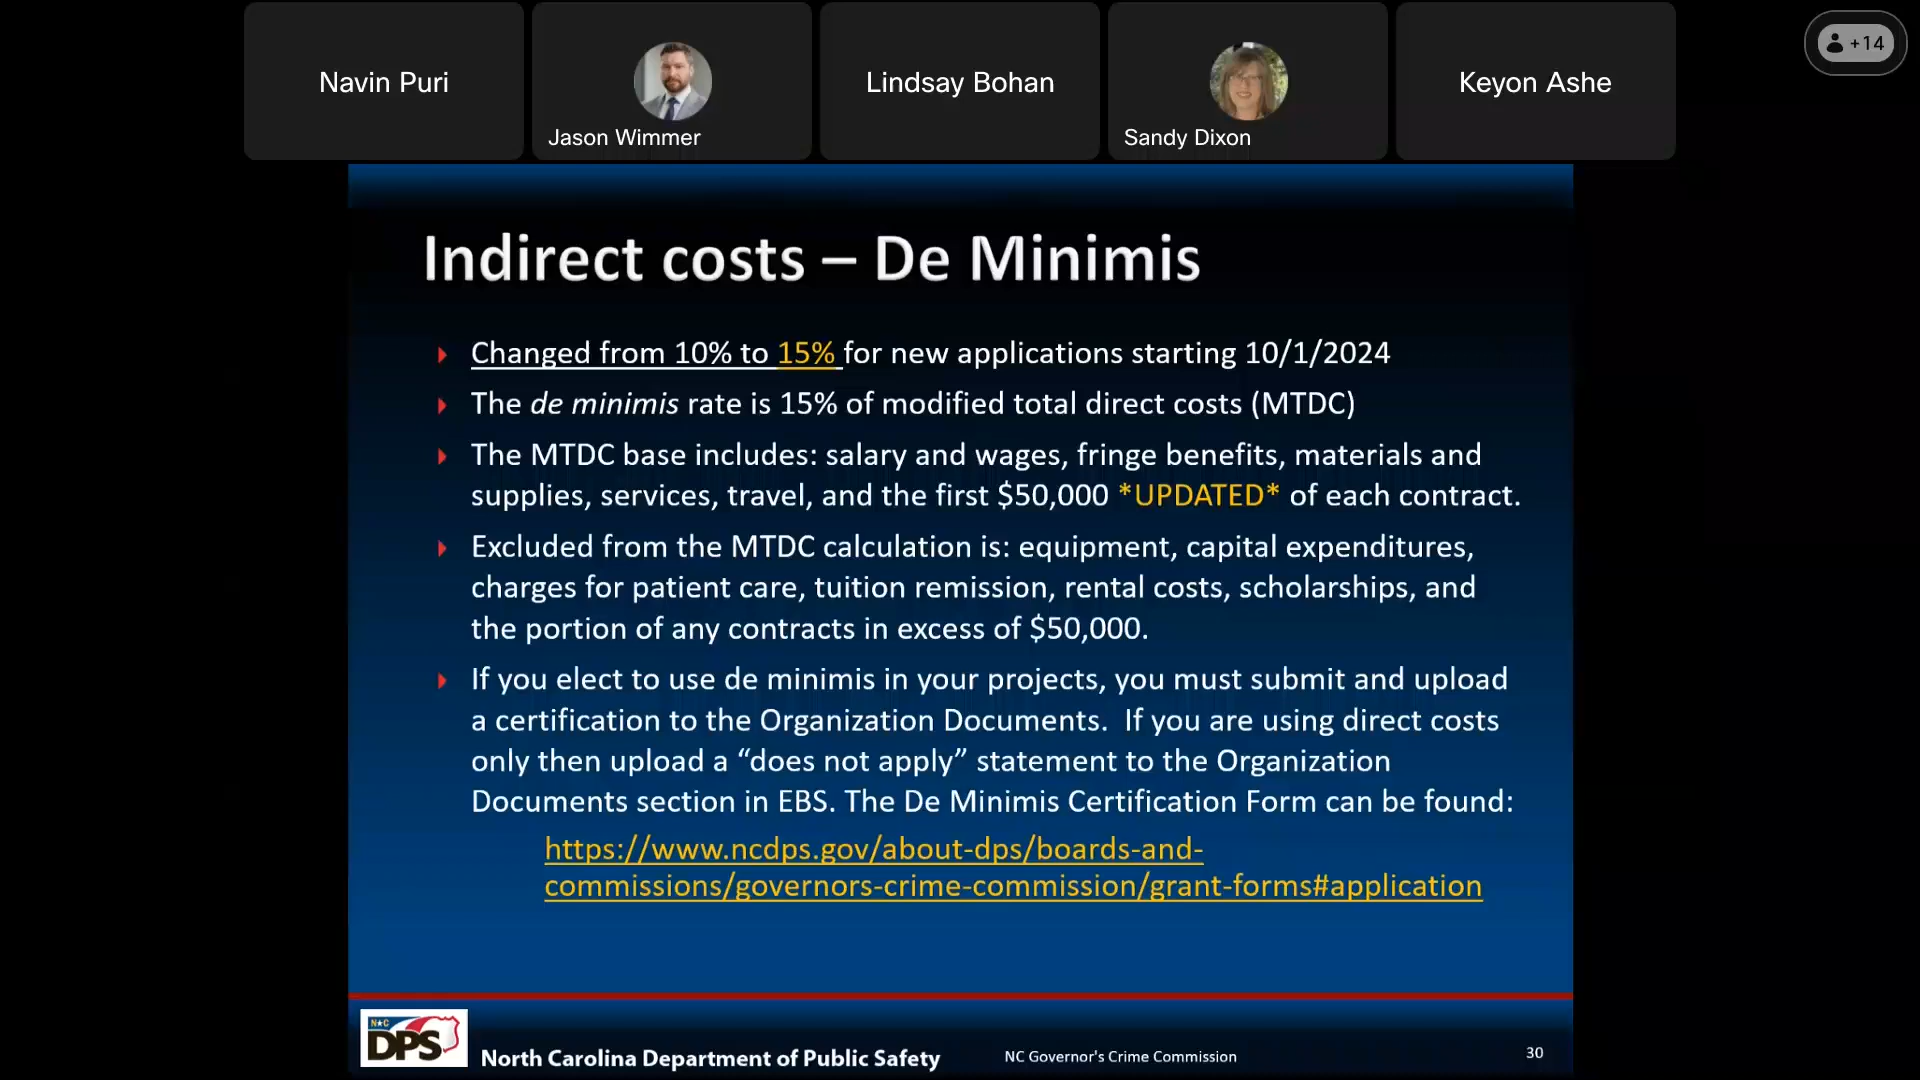 Navin Puri
Jason Wimmer
Lindsay Bohan
Sandy Dixon
Keyon Ashe
+14
Indirect costs – De Minimis
Changed from 10% to 15% for new applications starting 10/1/2024
The de minimis rate is 15% of modified total direct costs (MTDC)
The MTDC base includes: salary and wages, fringe benefits, materials and
supplies, services, travel, and the first $50,000 *UPDATED* of each contract.
Excluded from the MTDC calculation is: equipment, capital expenditures,
charges for patient care, tuition remission, rental costs, scholarships, and
the portion of any contracts in excess of $50,000.
If you elect to use de minimis in your projects, you must submit and upload
a certification to the Organization Documents.  If you are using direct costs
only then upload a “does not apply” statement to the Organization
Documents section in EBS. The De Minimis Certification Form can be found:
https://www.ncdps.gov/about-dps/boards-and-
commissions/governors-crime-commission/grant-forms#application
N★C
DPS
North Carolina Department of Public Safety
NC Governor's Crime Commission
30